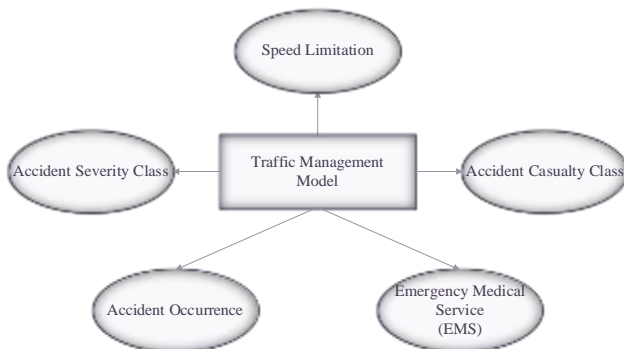 Speed Limitation
Accident Severity Class
Traffic Management
Model
Accident Casualty Class
Accident Occurrence
Emergency Medical
Service
(EMS)